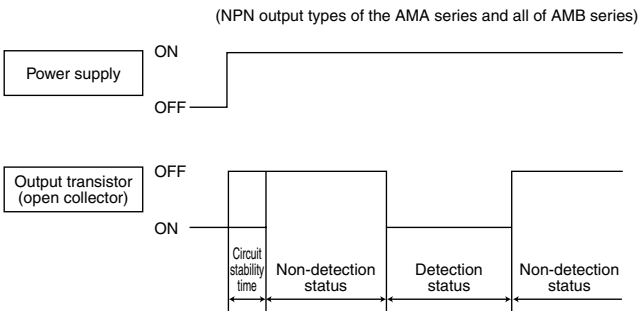 (NPN output types of the AMA series and all of AMB series)
ON
Power supply
OFF
OFF
Output transistor
(open collector)
ON
Circuit
stability
time
Non-detection
status
Detection
status
Non-detection
status